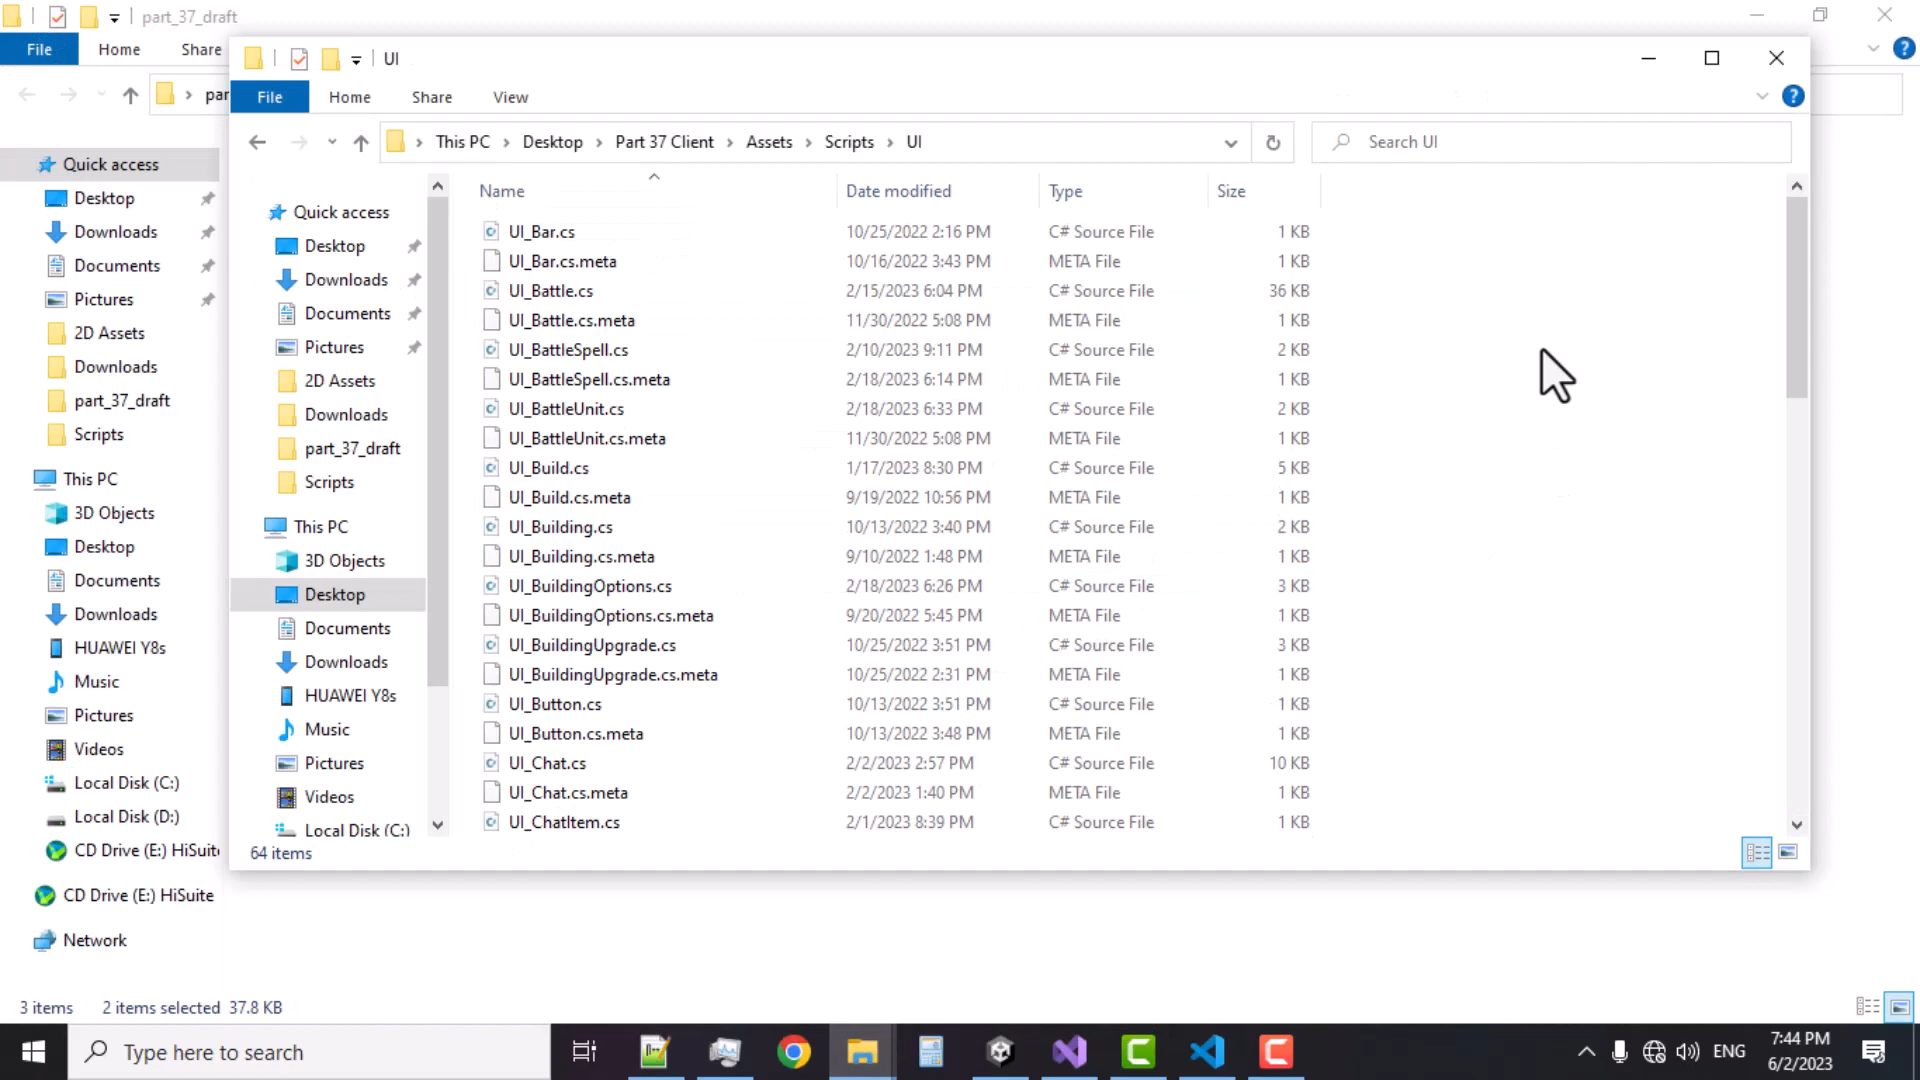 part_37_draft
File
Home
Share
par
UI
File
Home
Share
View
This PC
Desktop
Part 37 Client
Assets
Scripts
UI
Search UI
Quick access
Desktop
Downloads
Documents
Pictures
2D Assets
Downloads
part_37_draft
Scripts
This PC
3D Objects
Desktop
Documents
Downloads
HUAWEI Y8s
Music
Pictures
Videos
Local Disk (C:)
Local Disk (D:)
CD Drive (E:) HiSuite
CD Drive (E:) HiSuite
Network
Quick access
Desktop
Downloads
Documents
Pictures
2D Assets
Downloads
part_37_draft
Scripts
This PC
3D Objects
Desktop
Documents
Downloads
HUAWEI Y8s
Music
Pictures
Videos
Local Disk (C:)
Name Date modified Type Size
UI_Bar.cs 10/25/2022 2:16 PM C# Source File 1 KB
UI_Bar.cs.meta 10/16/2022 3:43 PM META File 1 KB
UI_Battle.cs 2/15/2023 6:04 PM C# Source File 36 KB
UI_Battle.cs.meta 11/30/2022 5:08 PM META File 1 KB
UI_BattleSpell.cs 2/10/2023 9:11 PM C# Source File 2 KB
UI_BattleSpell.cs.meta 2/18/2023 6:14 PM META File 1 KB
UI_BattleUnit.cs 2/18/2023 6:33 PM C# Source File 2 KB
UI_BattleUnit.cs.meta 11/30/2022 5:08 PM META File 1 KB
UI_Build.cs 1/17/2023 8:30 PM C# Source File 5 KB
UI_Build.cs.meta 9/19/2022 10:56 PM META File 1 KB
UI_Building.cs 10/13/2022 3:40 PM C# Source File 2 KB
UI_Building.cs.meta 9/10/2022 1:48 PM META File 1 KB
UI_BuildingOptions.cs 2/18/2023 6:26 PM C# Source File 3 KB
UI_BuildingOptions.cs.meta 9/20/2022 5:45 PM META File 1 KB
UI_BuildingUpgrade.cs 10/25/2022 3:51 PM C# Source File 3 KB
UI_BuildingUpgrade.cs.meta 10/25/2022 2:31 PM META File 1 KB
UI_Button.cs 10/13/2022 3:51 PM C# Source File 1 KB
UI_Button.cs.meta 10/13/2022 3:48 PM META File 1 KB
UI_Chat.cs 2/2/2023 2:57 PM C# Source File 10 KB
UI_Chat.cs.meta 2/2/2023 1:40 PM META File 1 KB
UI_ChatItem.cs 2/1/2023 8:39 PM C# Source File 1 KB
64 items
3 items 2 items selected 37.8 KB
Type here to search
ENG
7:44 PM
6/2/2023